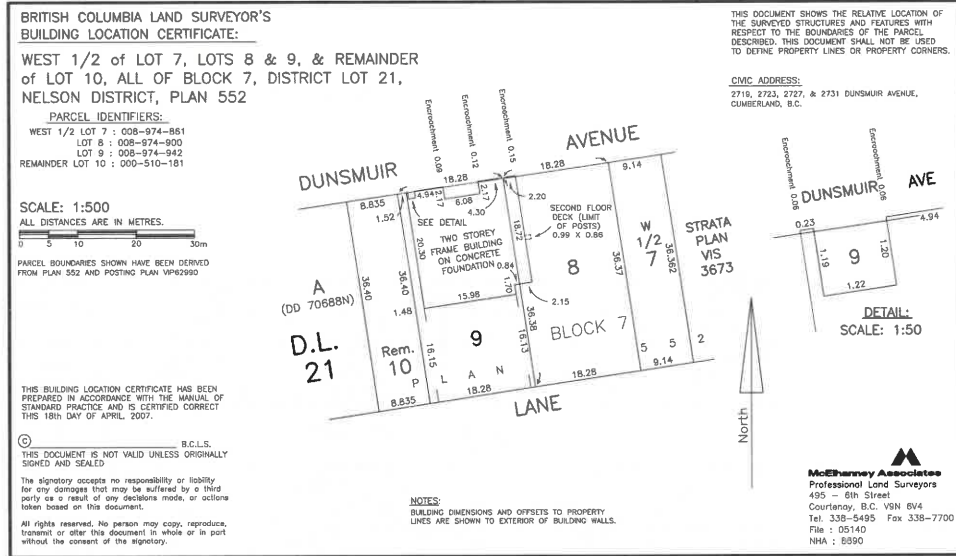 BRITISH COLUMBIA LAND SURVEYOR'S
BUILDING LOCATION CERTIFICATE:
WEST 1/2 of LOT 7, LOTS 8 & 9, & REMAINDER
of LOT 10, ALL OF BLOCK 7, DISTRICT LOT 21,
NELSON DISTRICT, PLAN 552
PARCEL IDENTIFIERS:
WEST 1/2 LOT 7 : 008-974-861
LOT 8 : 008-974-900
LOT 9 : 008-974-942
REMAINDER LOT 10 : 000-510-181
SCALE: 1:500
ALL DISTANCES ARE IN METRES.
0 5 10 20 30m
PARCEL BOUNDARIES SHOWN HAVE BEEN DERIVED
FROM PLAN 552 AND POSTING PLAN VIP62990
THIS DOCUMENT SHOWS THE RELATIVE LOCATION OF
THE SURVEYED STRUCTURES AND FEATURES WITH
RESPECT TO THE BOUNDARIES OF THE PARCEL
DESCRIBED. THIS DOCUMENT SHALL NOT BE USED
TO DEFINE PROPERTY LINES OR PROPERTY CORNERS.
CIVIC ADDRESS:
2719, 2723, 2727, & 2731 DUNSMUIR AVENUE,
CUMBERLAND, B.C.
Encroachment 0.09
Encroachment 0.12
Encroachment 0.15
DUNSMUIR AVENUE
8.835
18.28
18.28
9.14
1.52
4.94
2.17
6.08
2.17
4.30
2.20
SEE DETAIL
20.30
TWO STOREY
FRAME BUILDING
ON CONCRETE
FOUNDATION
18.72
SECOND FLOOR
DECK (LIMIT
OF POSTS)
0.99 X 0.86
0.84
1.70
15.98
2.15
A
(DD 70688N)
36.40
36.40
1.48
36.38
36.37
36.362
8
W
1/2
7
STRATA
PLAN
VIS
3673
D.L.
21
Rem.
10
16.15
9
16.13
BLOCK 7
P L A N 5 5 2
8.835
18.28
18.28
9.14
LANE
Encroachment 0.08
Encroachment 0.06
DUNSMUIR AVE
0.23
4.94
1.19
9
1.20
1.22
DETAIL:
SCALE: 1:50
North
THIS BUILDING LOCATION CERTIFICATE HAS BEEN
PREPARED IN ACCORDANCE WITH THE MANUAL OF
STANDARD PRACTICE AND IS CERTIFIED CORRECT
THIS 18th DAY OF APRIL, 2007.
© B.C.L.S.
THIS DOCUMENT IS NOT VALID UNLESS ORIGINALLY
SIGNED AND SEALED
The signatory accepts no responsibility or liability
for any damages that may be suffered by a third
party as a result of any decisions made, or actions
taken based on this document.
All rights reserved. No person may copy, reproduce,
transmit or alter this document in whole or in part
without the consent of the signatory.
NOTES:
BUILDING DIMENSIONS AND OFFSETS TO PROPERTY
LINES ARE SHOWN TO EXTERIOR OF BUILDING WALLS.
McElhanney Associates
Professional Land Surveyors
495 - 6th Street
Courtenay, B.C. V9N 6V4
Tel. 338-5495 Fax 338-7700
File : 05140
NHA : 8690